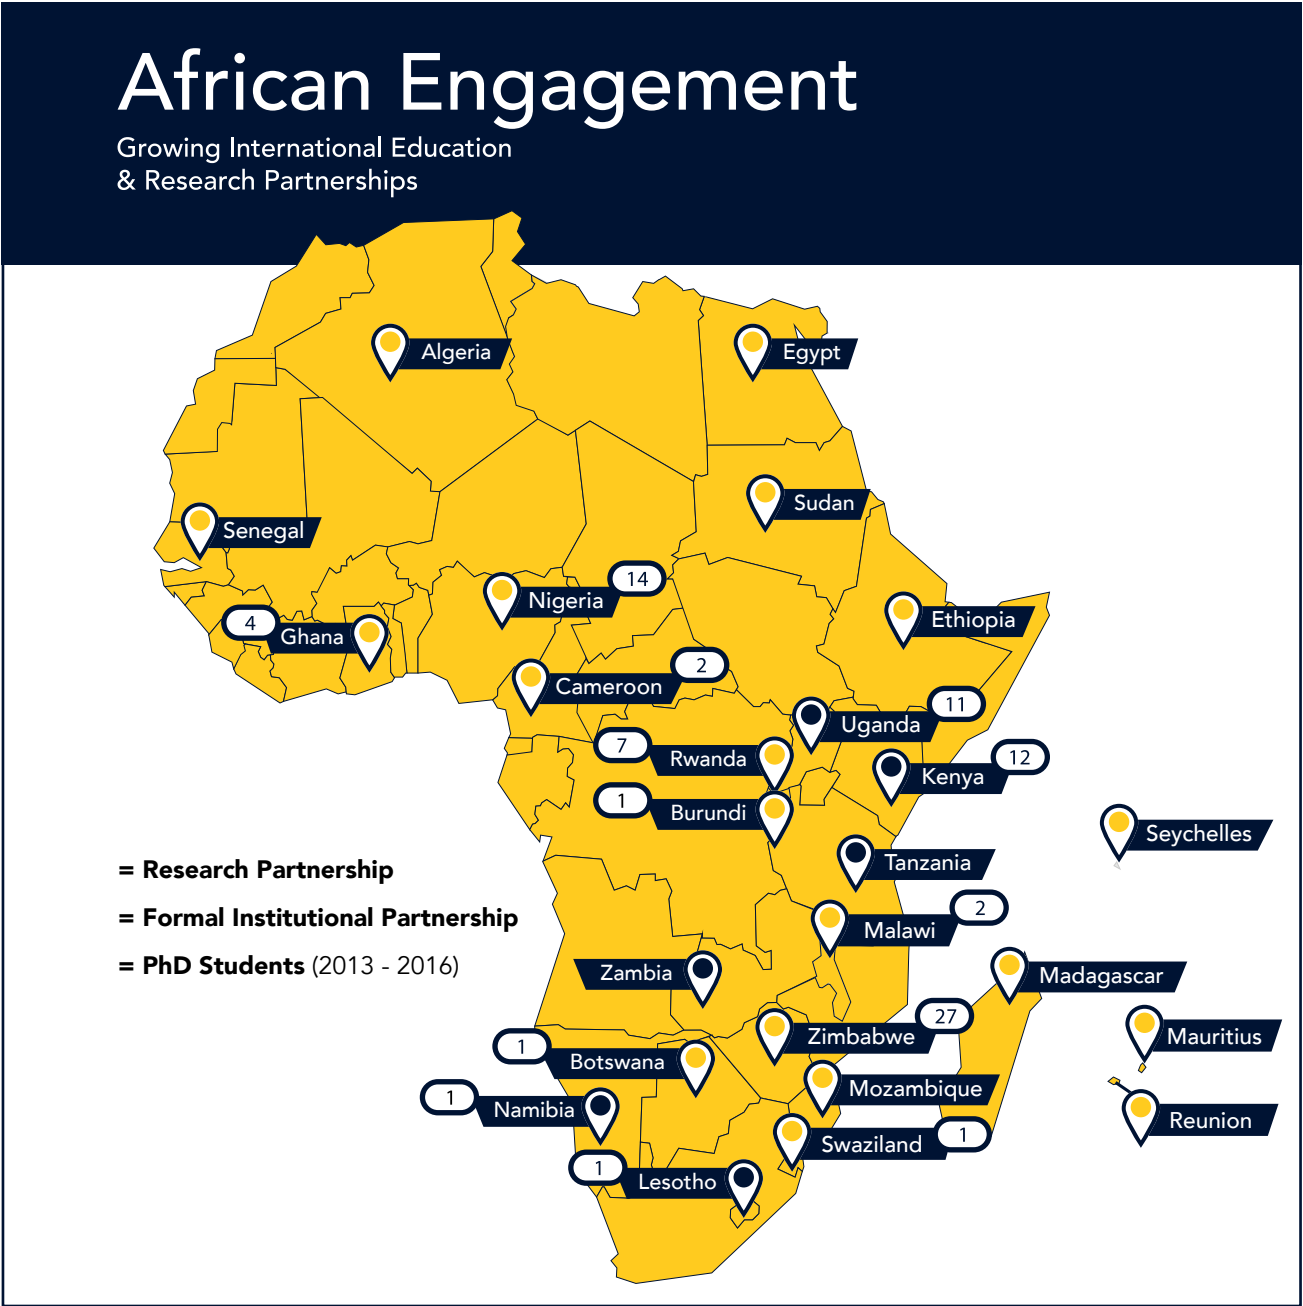 African Engagement
Growing International Education
& Research Partnerships
Algeria
Egypt
Sudan
Senegal
14
Nigeria
4
Ghana
Ethiopia
2
Cameroon
11
Uganda
7
Rwanda
12
Kenya
1
Burundi
Seychelles
Tanzania
= Research Partnership
= Formal Institutional Partnership
= PhD Students (2013 - 2016)
2
Malawi
Zambia
Madagascar
27
Zimbabwe
Mauritius
1
Botswana
Mozambique
1
Namibia
Reunion
1
Swaziland
1
Lesotho